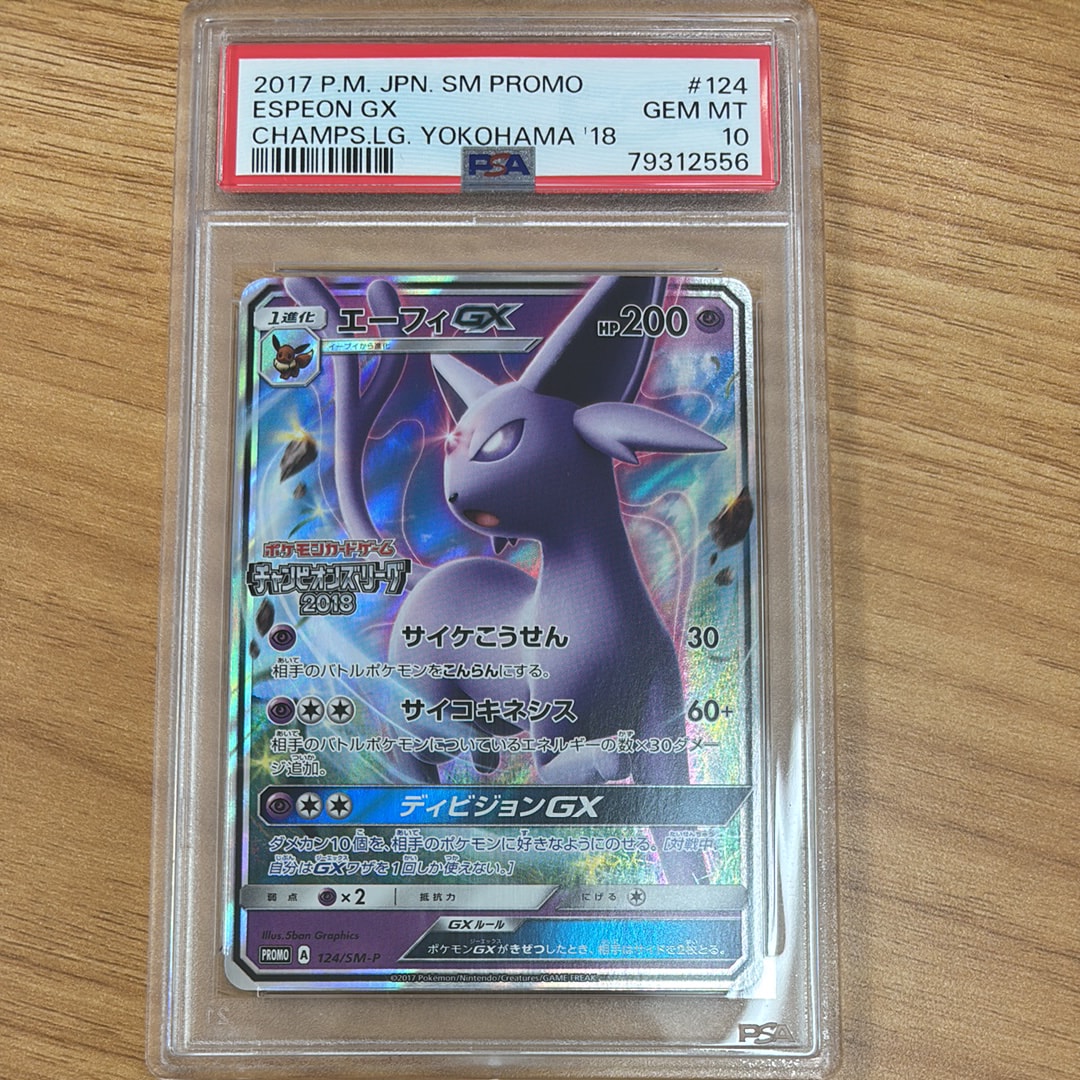 2017 P.M. JPN. SM PROMO #124
ESPEON GX GEM MT
CHAMPS.LG. YOKOHAMA '18 10
PSA 79312556
1進化 エーフィGX HP200
イーブイから進化
ポケモンカードゲーム
チャンピオンズリーグ
2018
サイケこうせん 30
相手のバトルポケモンをこんらんにする。
サイコキネシス 60+
相手のバトルポケモンについているエネルギーの数×30ダメー
ジ追加。
ディビジョンGX
ダメカン10個を、相手のポケモンに好きなようにのせる。[対戦中、
自分はGXワザを1回しか使えない。]
弱点 ×2 抵抗力 にげる
GXルール
ポケモンGXがきぜつしたとき、相手はサイドを2枚とる。
Illus. 5ban Graphics
PROMO A 124/SM-P
©2017 Pokémon/Nintendo/Creatures/GAME FREAK
PSA